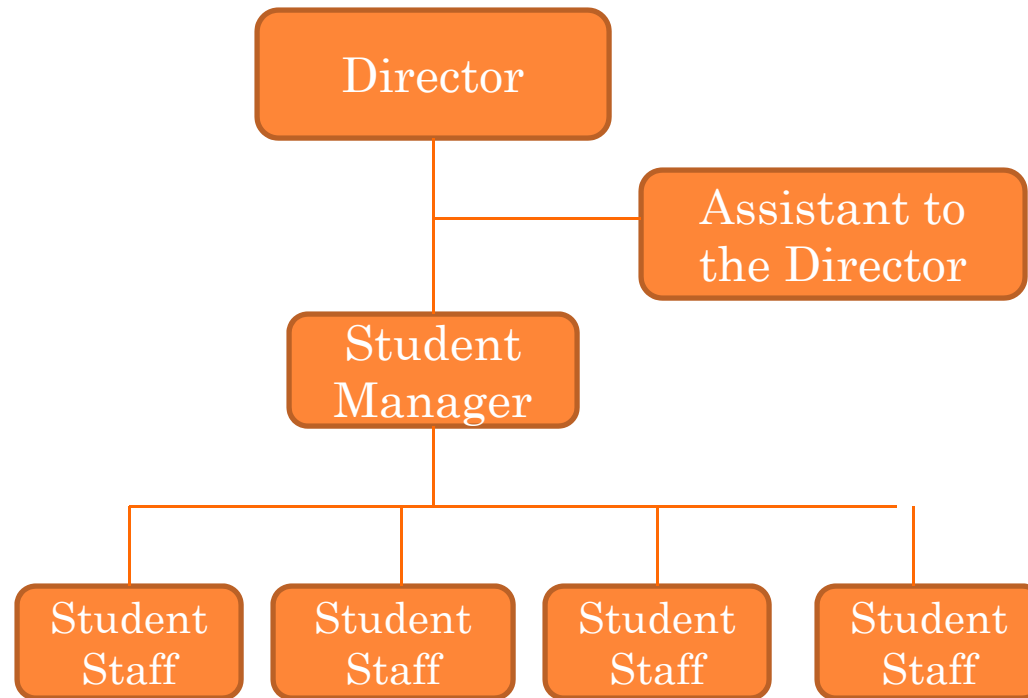 Director
Assistant to
the Director
Student
Manager
Student
Staff
Student
Staff
Student
Staff
Student
Staff